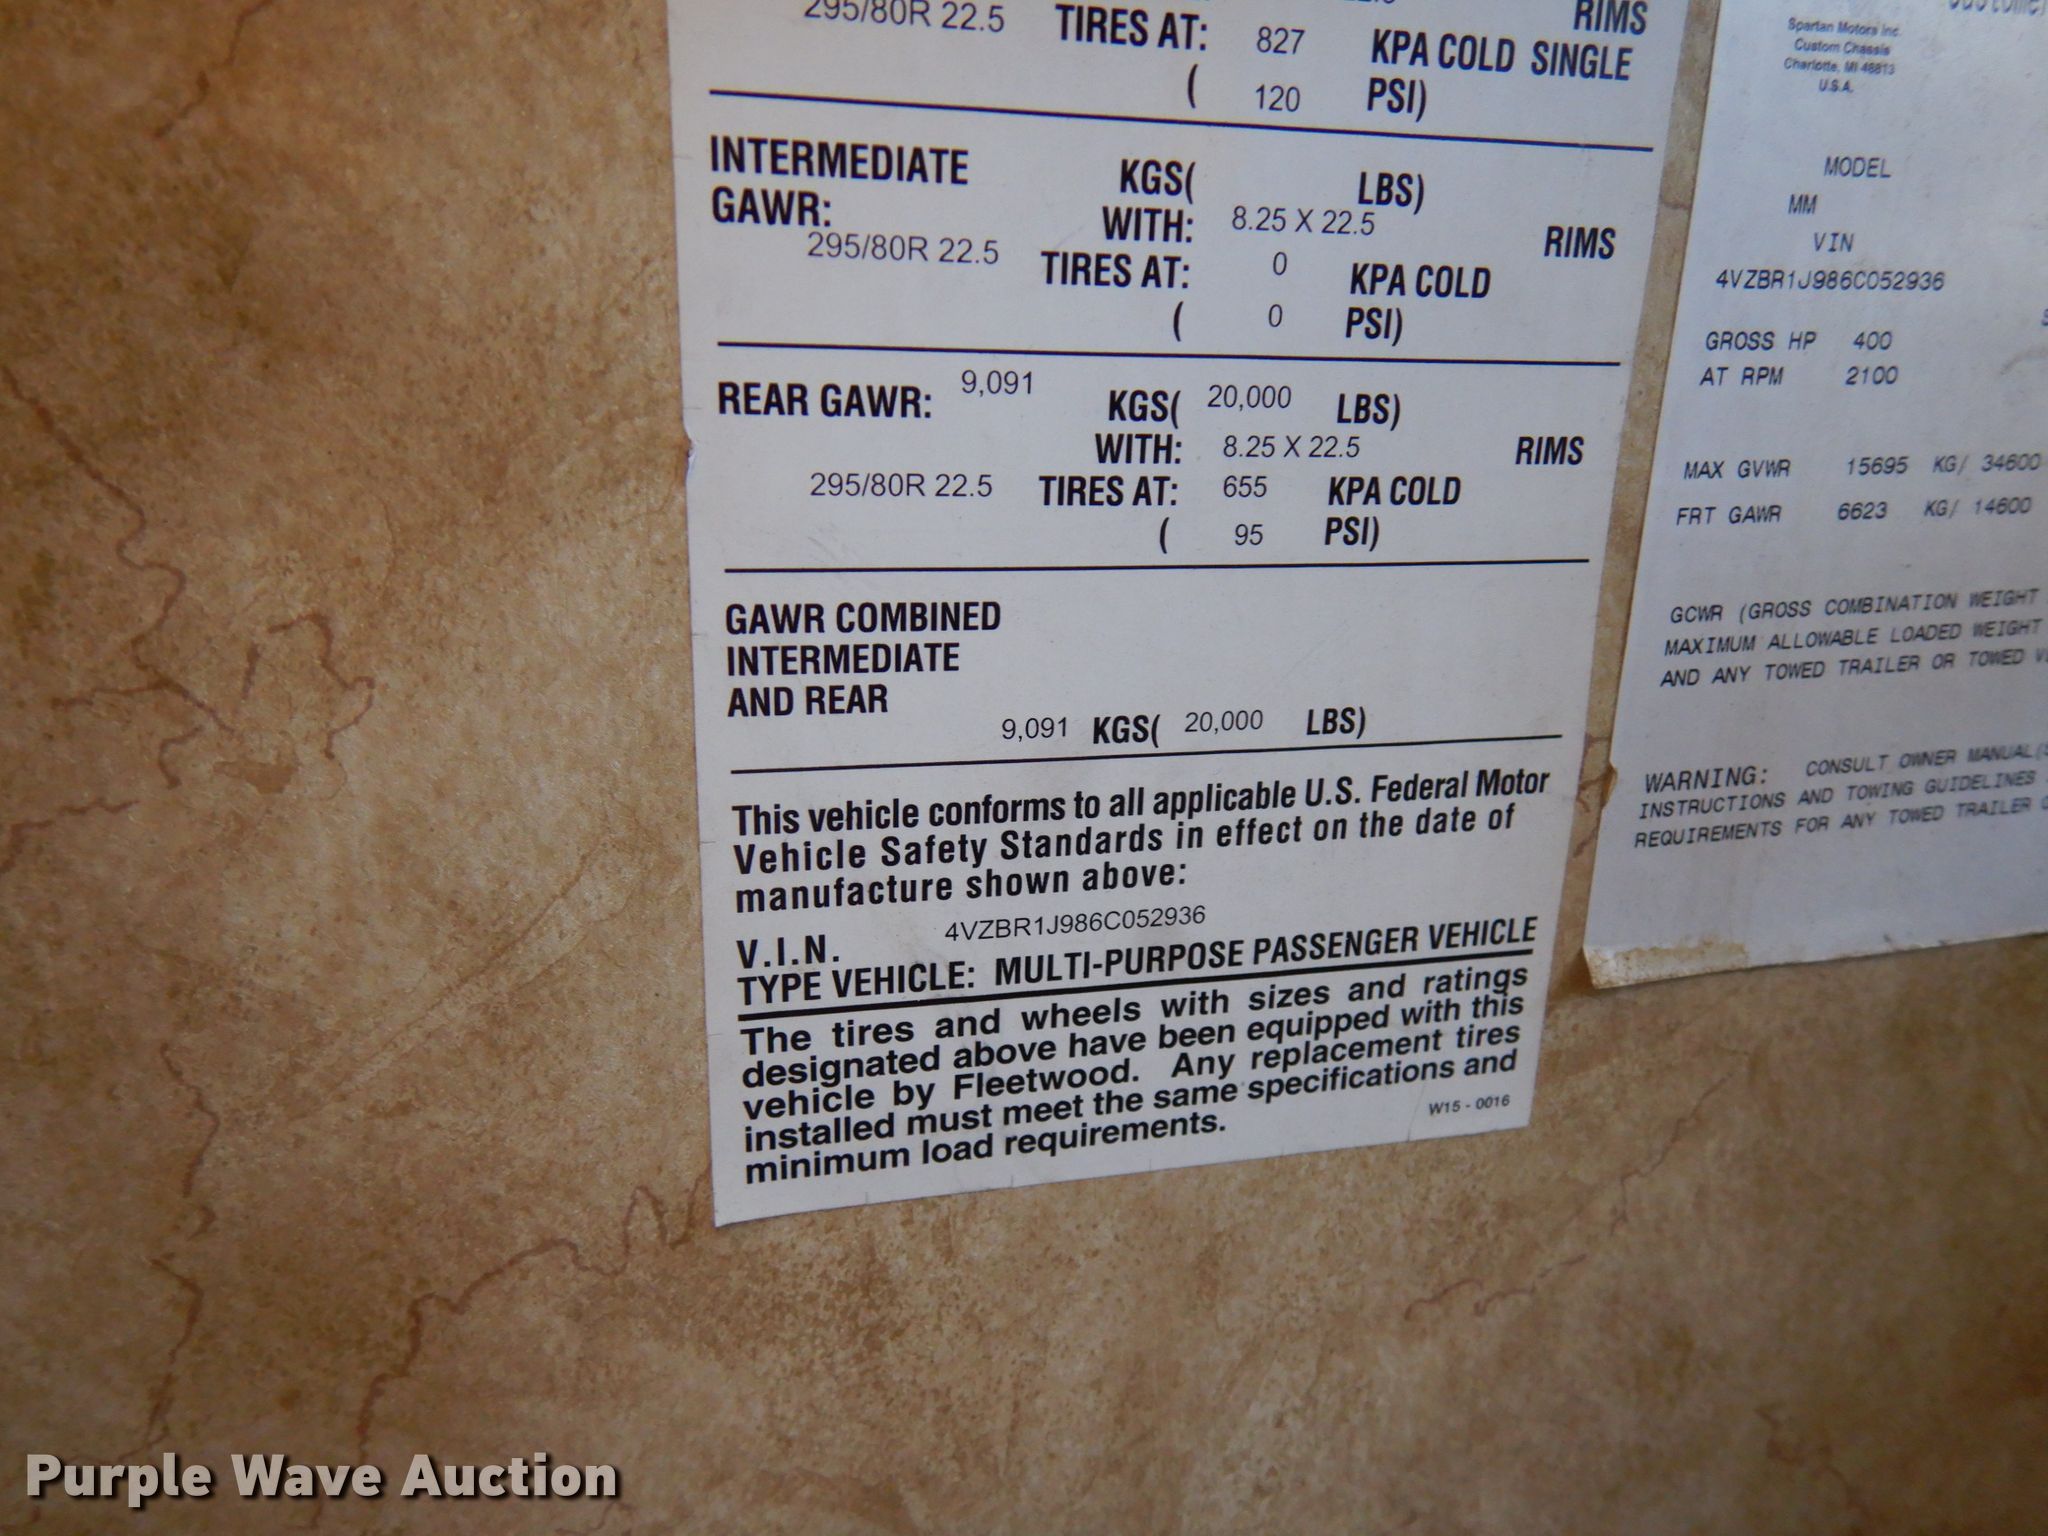 295/80R 22.5 TIRES AT: 827 KPA COLD SINGLE RIMS
( 120 PSI)
INTERMEDIATE GAWR: KGS( LBS)
WITH: 8.25 X 22.5 RIMS
295/80R 22.5 TIRES AT: 0 KPA COLD
( 0 PSI)
REAR GAWR: 9,091 KGS( 20,000 LBS)
WITH: 8.25 X 22.5 RIMS
295/80R 22.5 TIRES AT: 655 KPA COLD
( 95 PSI)
GAWR COMBINED
INTERMEDIATE
AND REAR
9,091 KGS( 20,000 LBS)
This vehicle conforms to all applicable U.S. Federal Motor
Vehicle Safety Standards in effect on the date of
manufacture shown above:
V.I.N. 4VZBR1J986C052936
TYPE VEHICLE: MULTI-PURPOSE PASSENGER VEHICLE
The tires and wheels with sizes and ratings
designated above have been equipped with this
vehicle by Fleetwood. Any replacement tires
installed must meet the same specifications and
minimum load requirements.
W15 - 0016
Spartan Motors Inc.
Custom Chassis
Charlotte, MI 48813
U.S.A.
MODEL
MM
VIN
4VZBR1J986C052936
GROSS HP 400
AT RPM 2100
MAX GVWR 15695 KG/ 34600
FRT GAWR 6623 KG/ 14600
GCWR (GROSS COMBINATION WEIGHT
MAXIMUM ALLOWABLE LOADED WEIGHT
AND ANY TOWED TRAILER OR TOWED
WARNING: CONSULT OWNER MANUAL(
INSTRUCTIONS AND TOWING GUIDELINES
REQUIREMENTS FOR ANY TOWED TRAILER
Purple Wave Auction